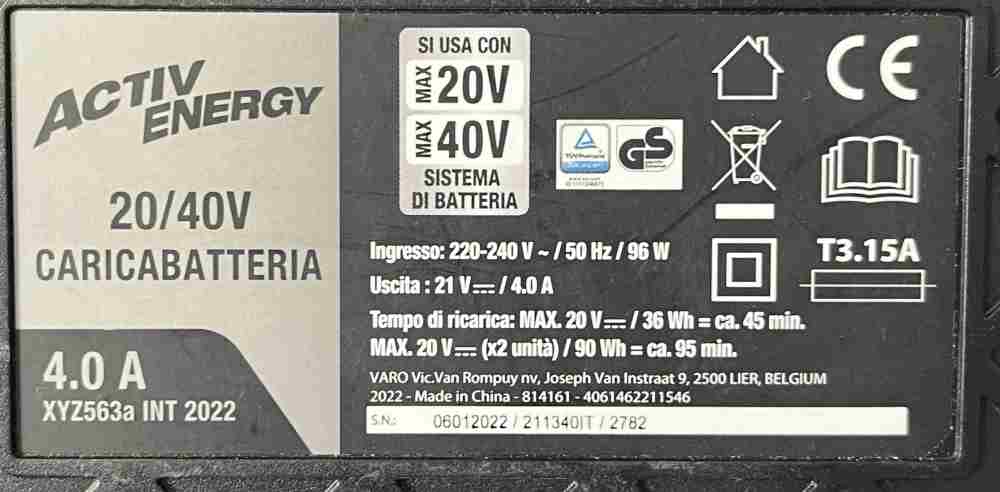 ACTIV
ENERGY
20/40V
CARICABATTERIA
4.0 A
XYZ563a INT 2022
SI USA CON
MAX 20V
MAX 40V
SISTEMA
DI BATTERIA
TÜVRheinland
GS
CE
T3.15A
Ingresso: 220-240 V ~ / 50 Hz / 96 W
Uscita : 21 V⎓ / 4.0 A
Tempo di ricarica: MAX. 20 V⎓ / 36 Wh = ca. 45 min.
MAX. 20 V⎓ (x2 unità) / 90 Wh = ca. 95 min.
VARO Vic.Van Rompuy nv, Joseph Van Instraat 9, 2500 LIER, BELGIUM
2022 - Made in China - 814161 - 4061462211546
S.N.: 06012022 / 211340IT / 2782